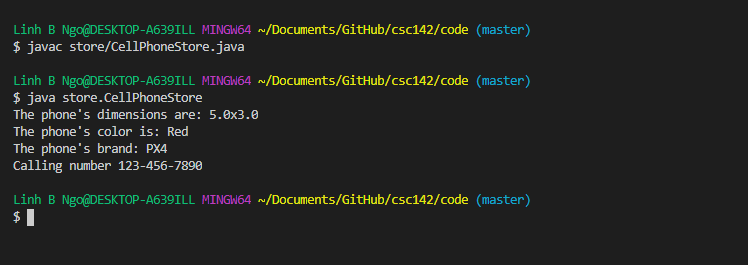 Linh B Ngo@DESKTOP-A639ILL MINGW64 ~/Documents/GitHub/csc142/code (master)
$ javac store/CellPhoneStore.java
Linh B Ngo@DESKTOP-A639ILL MINGW64 ~/Documents/GitHub/csc142/code (master)
$ java store.CellPhoneStore
The phone's dimensions are: 5.0x3.0
The phone's color is: Red
The phone's brand: PX4
Calling number 123-456-7890
Linh B Ngo@DESKTOP-A639ILL MINGW64 ~/Documents/GitHub/csc142/code (master)
$